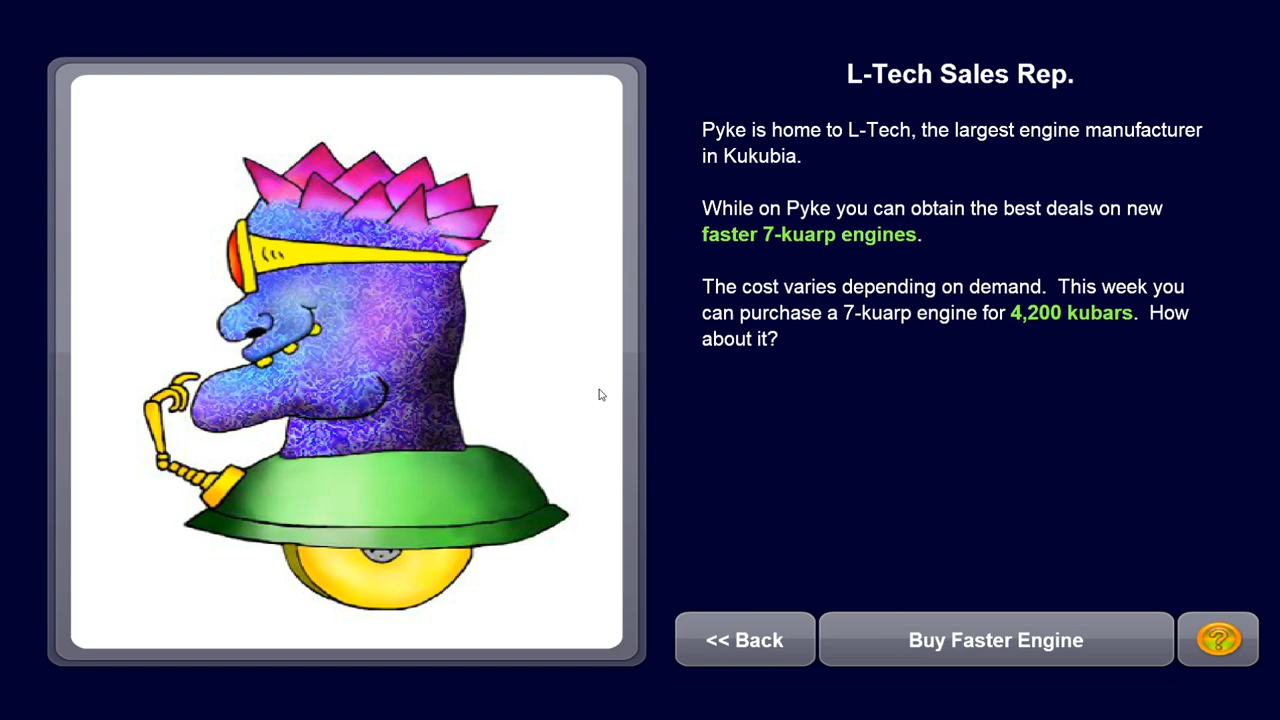 L-Tech Sales Rep.
Pyke is home to L-Tech, the largest engine manufacturer
in Kukubia.
While on Pyke you can obtain the best deals on new
faster 7-kuarp engines.
The cost varies depending on demand.  This week you
can purchase a 7-kuarp engine for 4,200 kubars.  How
about it?
<< Back
Buy Faster Engine
?